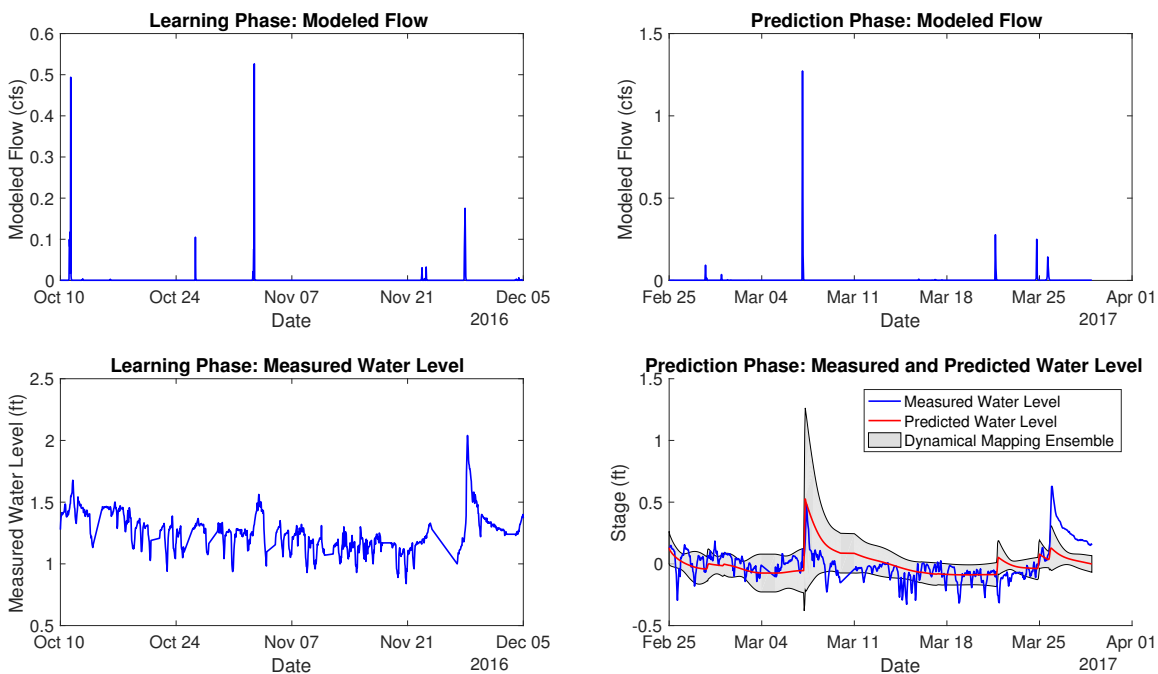 Learning Phase: Modeled Flow
Modeled Flow (cfs)
0.6
0.5
0.4
0.3
0.2
0.1
0
Oct 10
Oct 24
Nov 07
Nov 21
Dec 05
Date
2016
Prediction Phase: Modeled Flow
Modeled Flow (cfs)
1.5
1
0.5
0
Feb 25
Mar 04
Mar 11
Mar 18
Mar 25
Apr 01
Date
2017
Learning Phase: Measured Water Level
Measured Water Level (ft)
2.5
2
1.5
1
0.5
Oct 10
Oct 24
Nov 07
Nov 21
Dec 05
Date
2016
Prediction Phase: Measured and Predicted Water Level
Stage (ft)
1.5
1
0.5
0
-0.5
Measured Water Level
Predicted Water Level
Dynamical Mapping Ensemble
Feb 25
Mar 04
Mar 11
Mar 18
Mar 25
Apr 01
Date
2017